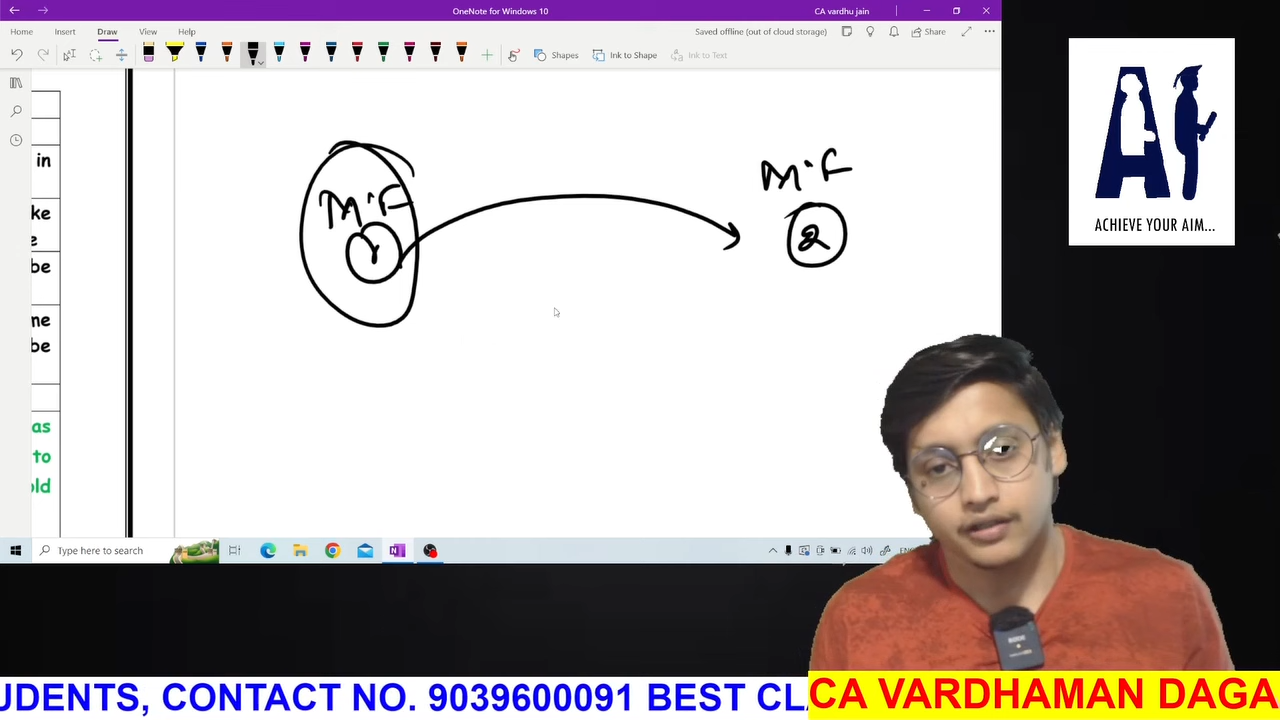 OneNote for Windows 10
CA vardhu jain
Home Insert Draw View Help
Saved offline (out of cloud storage)
Share
Shapes
Ink to Shape
Ink to Text
in
ke
e
be
me
be
as
to
old
M.F
1
M.F
2
ACHIEVE YOUR AIM...
Type here to search
UDENTS, CONTACT NO. 9039600091 BEST CL
CA VARDHAMAN DAGA